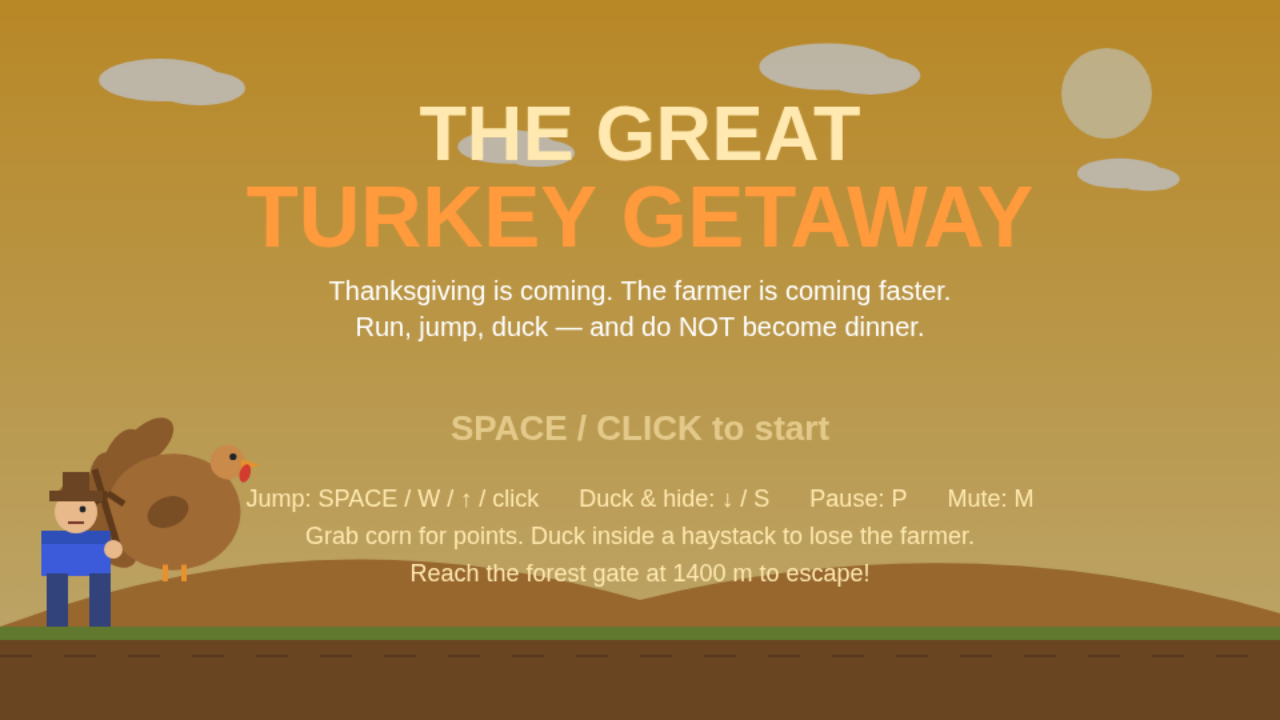 THE GREAT
TURKEY GETAWAY
Thanksgiving is coming. The farmer is coming faster.
Run, jump, duck — and do NOT become dinner.
SPACE / CLICK to start
Jump: SPACE / W / ↑ / click Duck & hide: ↓ / S Pause: P Mute: M
Grab corn for points. Duck inside a haystack to lose the farmer.
Reach the forest gate at 1400 m to escape!